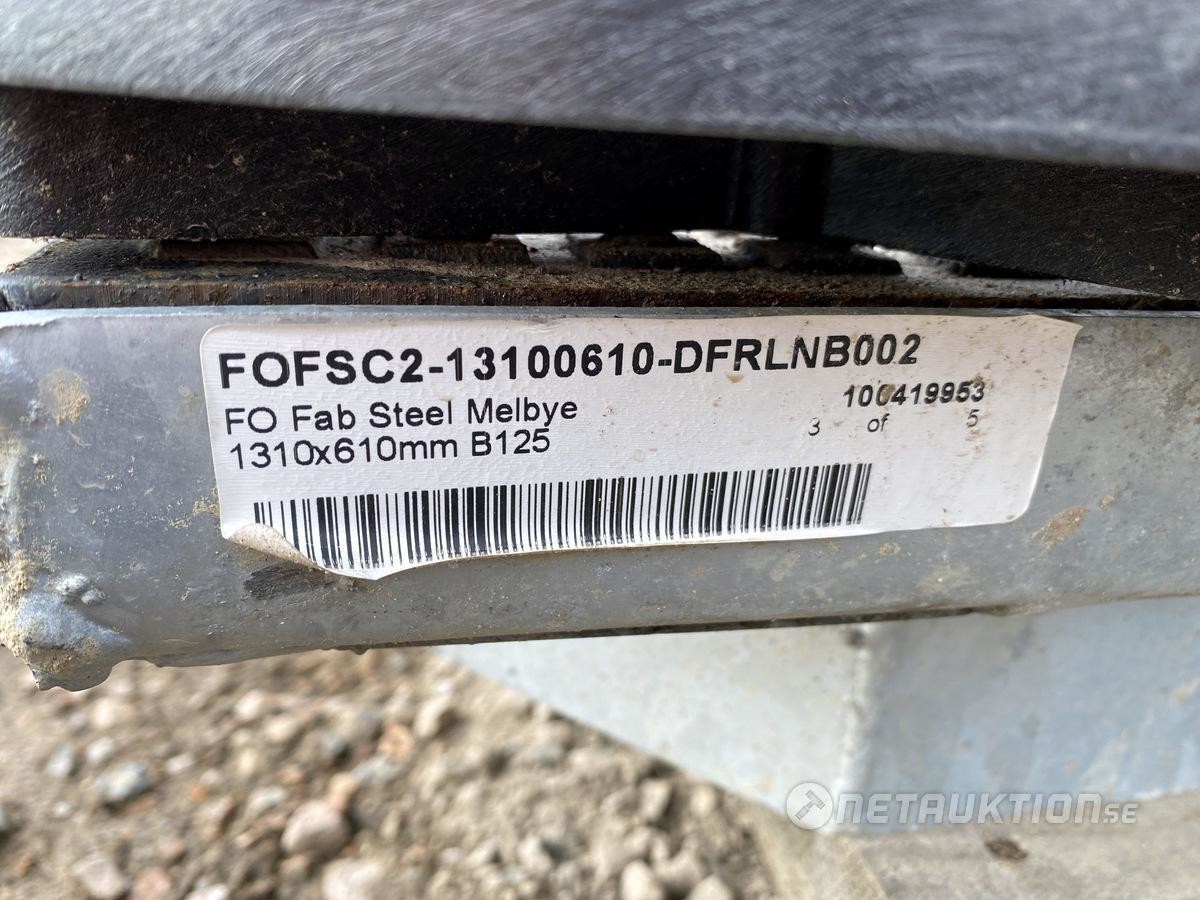 FOFSC2-13100610-DFRLNB002
FO Fab Steel Melbye
100419953
1310x610mm B125
3 of 5
NETAUKTION.SE